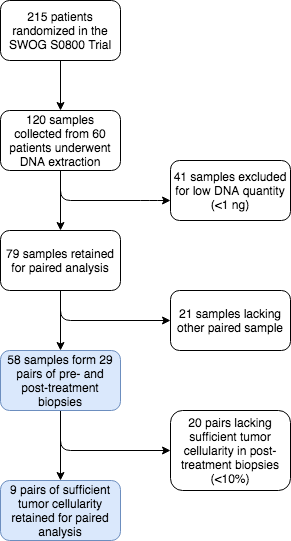 215 patients
randomized in the
SWOG S0800 Trial
120 samples
collected from 60
patients underwent
DNA extraction
41 samples excluded
for low DNA quantity
(<1 ng)
79 samples retained
for paired analysis
21 samples lacking
other paired sample
58 samples form 29
pairs of pre- and
post-treatment
biopsies
20 pairs lacking
sufficient tumor
cellularity in post-
treatment biopsies
(<10%)
9 pairs of sufficient
tumor cellularity
retained for paired
analysis